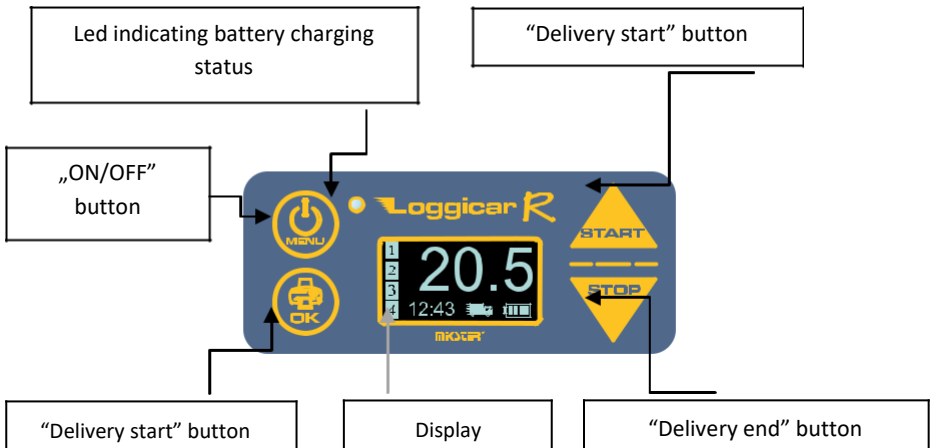 Led indicating battery charging
status
“Delivery start” button
„ON/OFF”
button
Loggicar R
MENU
START
1
2
3
4
20.5
12:43
STOP
OK
mikster
“Delivery start” button
Display
“Delivery end” button